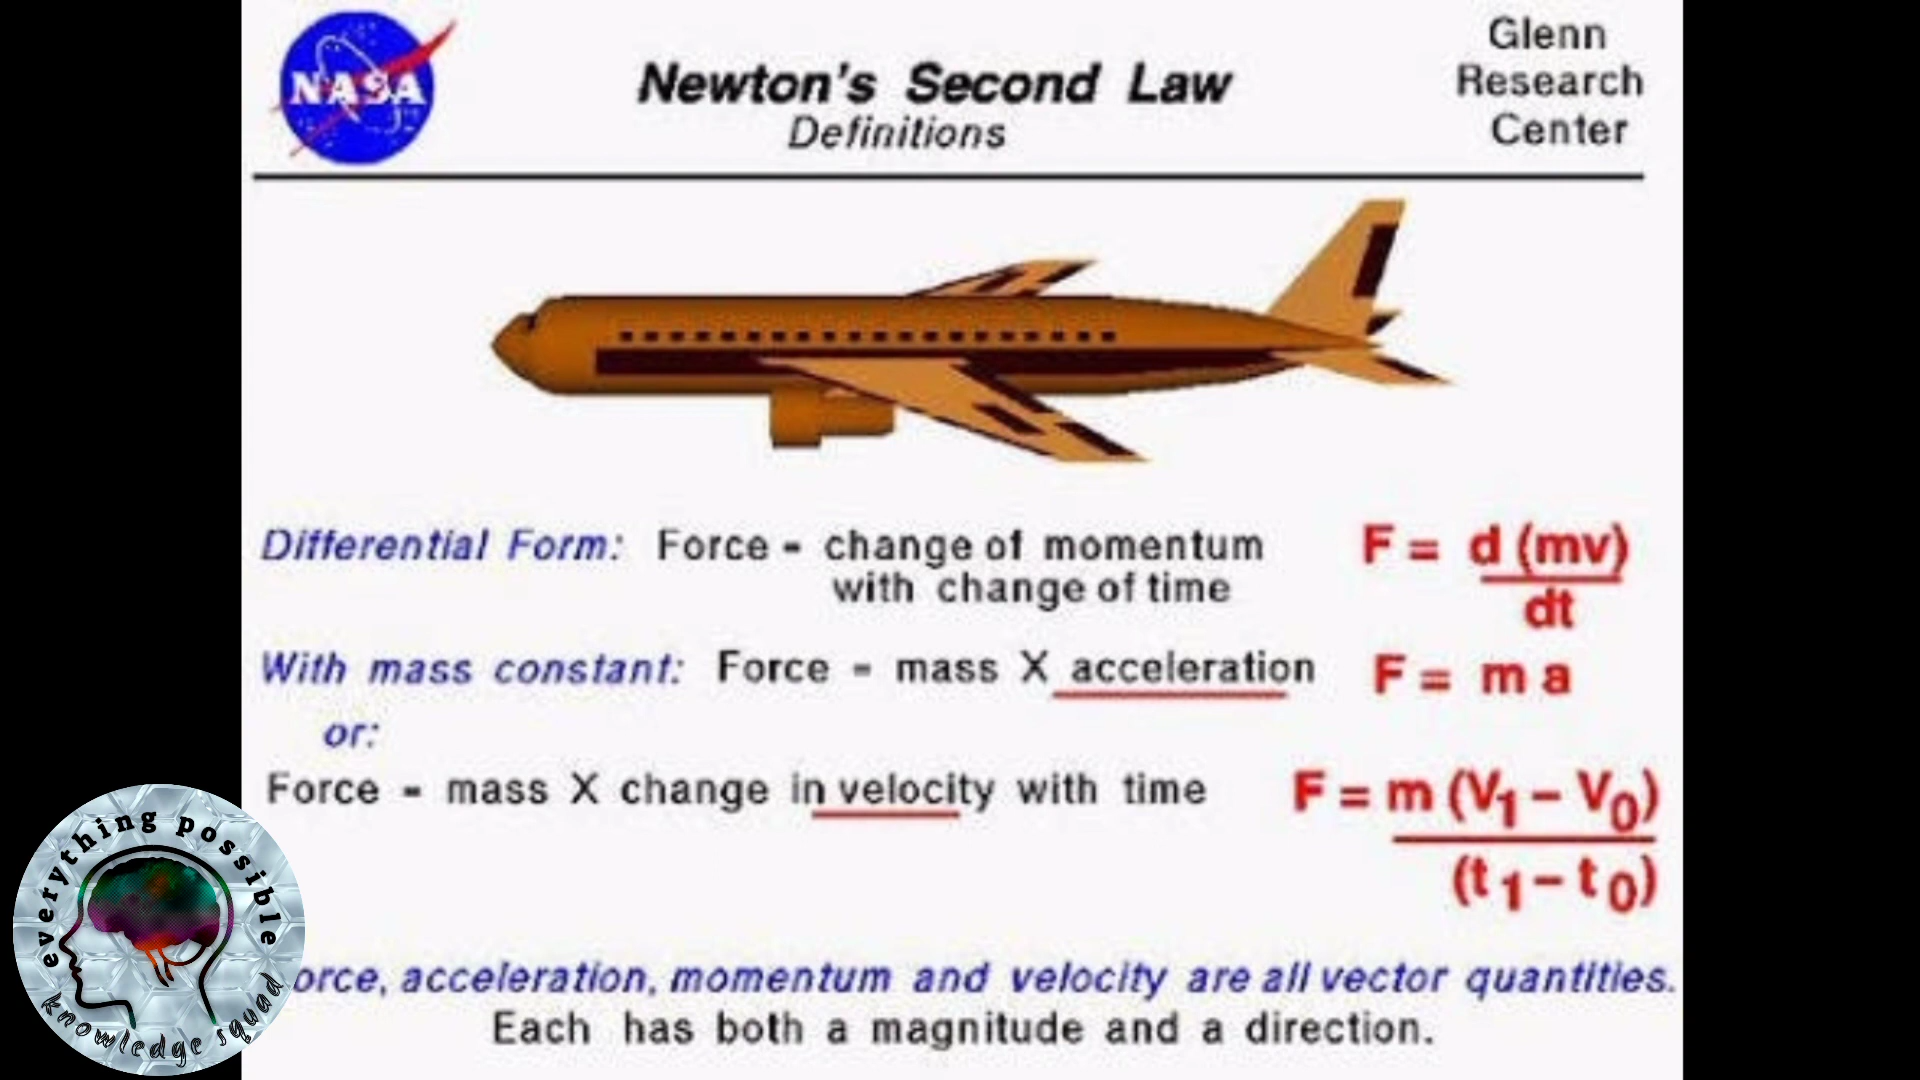 NASA
Newton's Second Law
Definitions
Glenn
Research
Center
Differential Form: Force = change of momentum
with change of time
F = d (mv)
dt
With mass constant: Force = mass X acceleration F = m a
or:
Force = mass X change in velocity with time
F = m (V1 - V0)
(t1 - t0)
orce, acceleration, momentum and velocity are all vector quantities.
Each has both a magnitude and a direction.
everything possible
knowledge squad